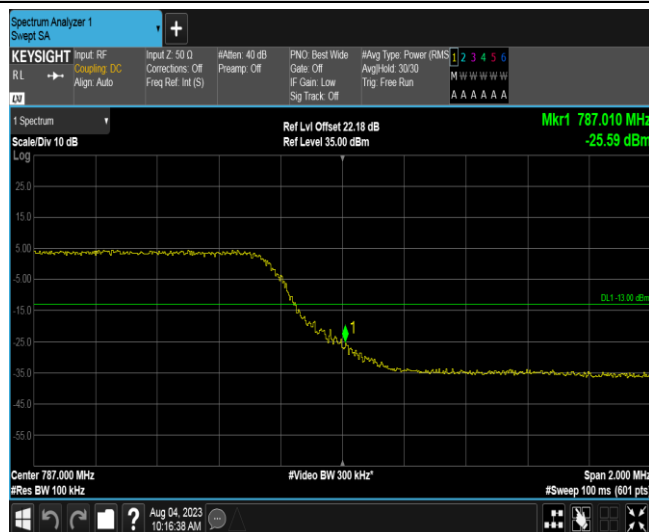 Spectrum Analyzer 1
Swept SA
+
KEYSIGHT
RL
Input: RF
Coupling: DC
Align: Auto
Input Z: 50 Ω
Corrections: Off
Freq Ref: Int (S)
#Atten: 40 dB
Preamp: Off
PNO: Best Wide
Gate: Off
IF Gain: Low
Sig Track: Off
#Avg Type: Power (RMS
Avg|Hold: 30/30
Trig: Free Run
1 2 3 4 5 6
M W W W W W
A A A A A A
LXI
1 Spectrum
Scale/Div 10 dB
Log
Ref Lvl Offset 22.18 dB
Ref Level 35.00 dBm
Mkr1 787.010 MHz
-25.59 dBm
25.0
15.0
5.00
-5.00
DL1 -13.00 dBm
-15.0
1
-25.0
-35.0
-45.0
-55.0
Center 787.000 MHz
#Video BW 300 kHz*
Span 2.000 MHz
#Res BW 100 kHz
#Sweep 100 ms (601 pts)
?
Aug 04, 2023
10:16:38 AM